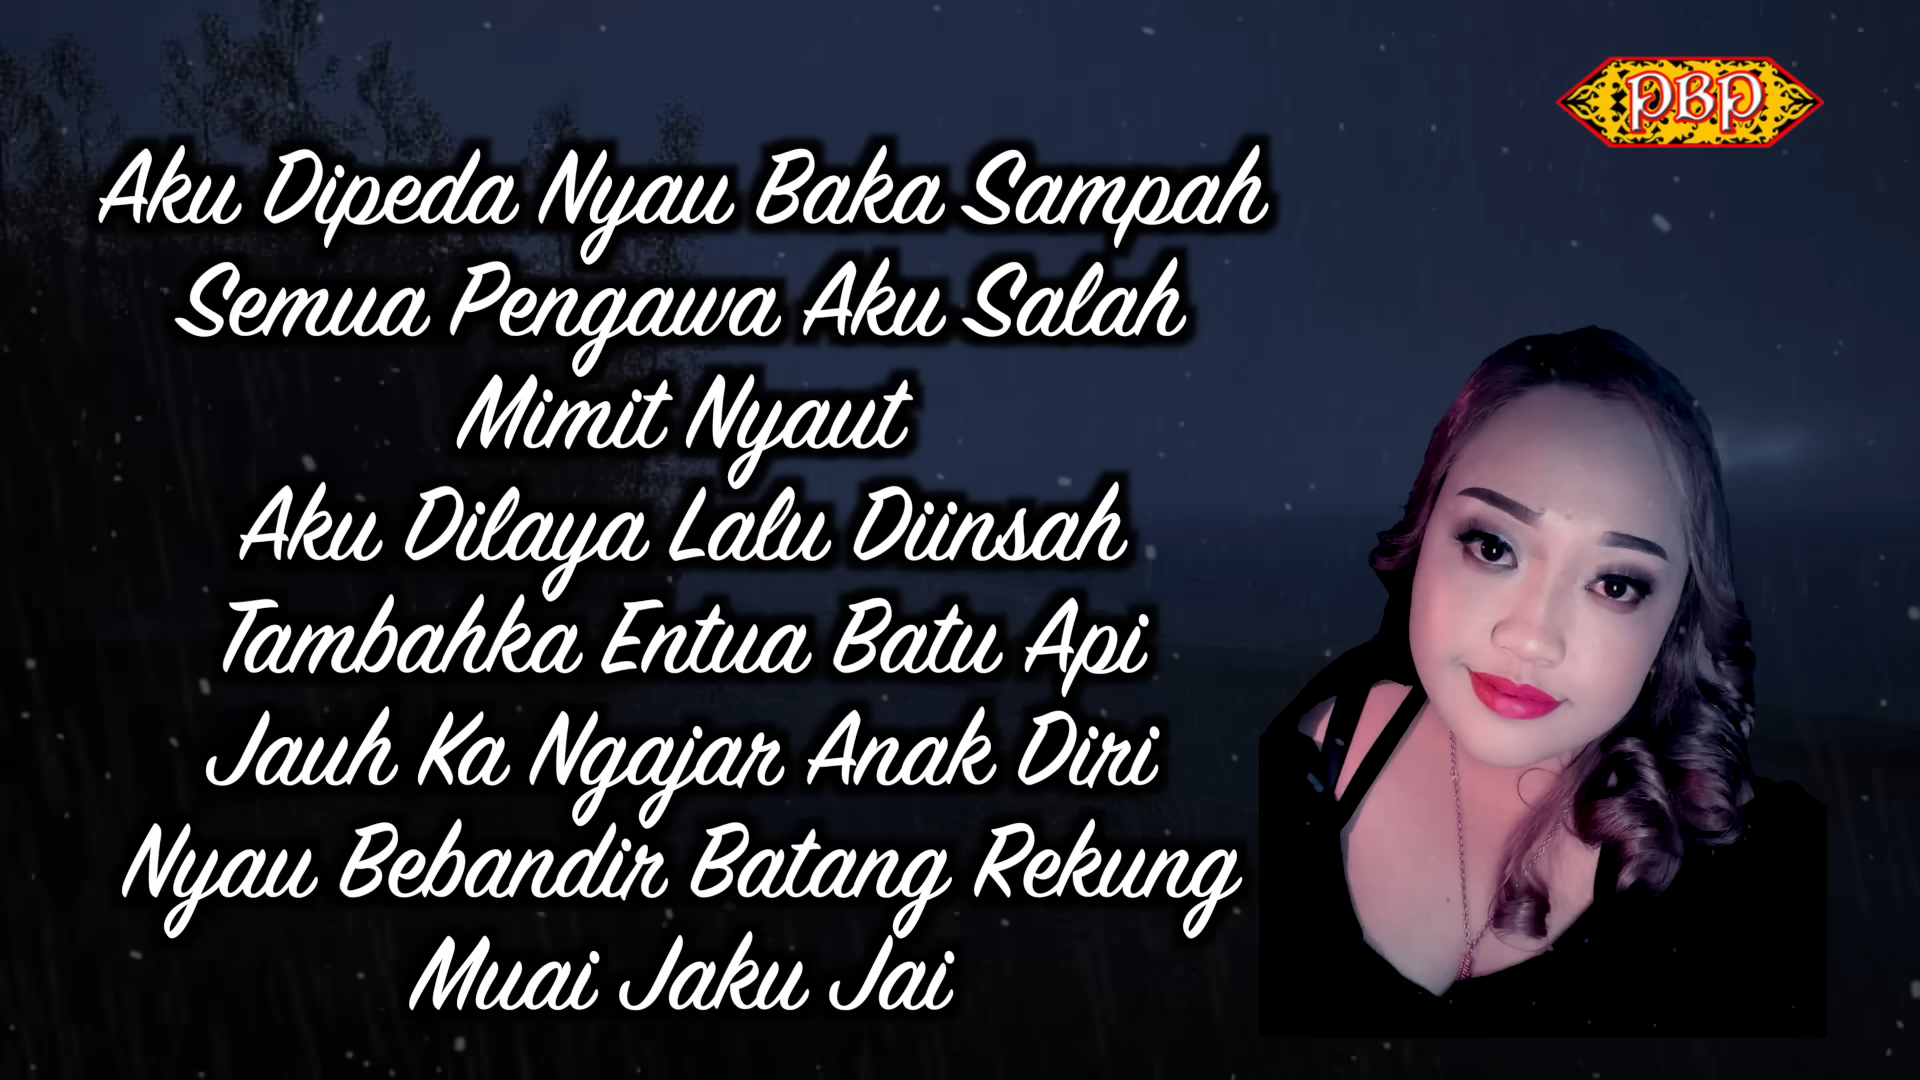 PBP
Aku Dipeda Nyau Baka Sampah
Semua Pengawa Aku Salah
Mimit Nyaut
Aku Dilaya Lalu Diinsah
Tambahka Entua Batu Api
Jauh Ka Ngajar Anak Diri
Nyau Bebandir Batang Rekung
Muai Jaku Jai